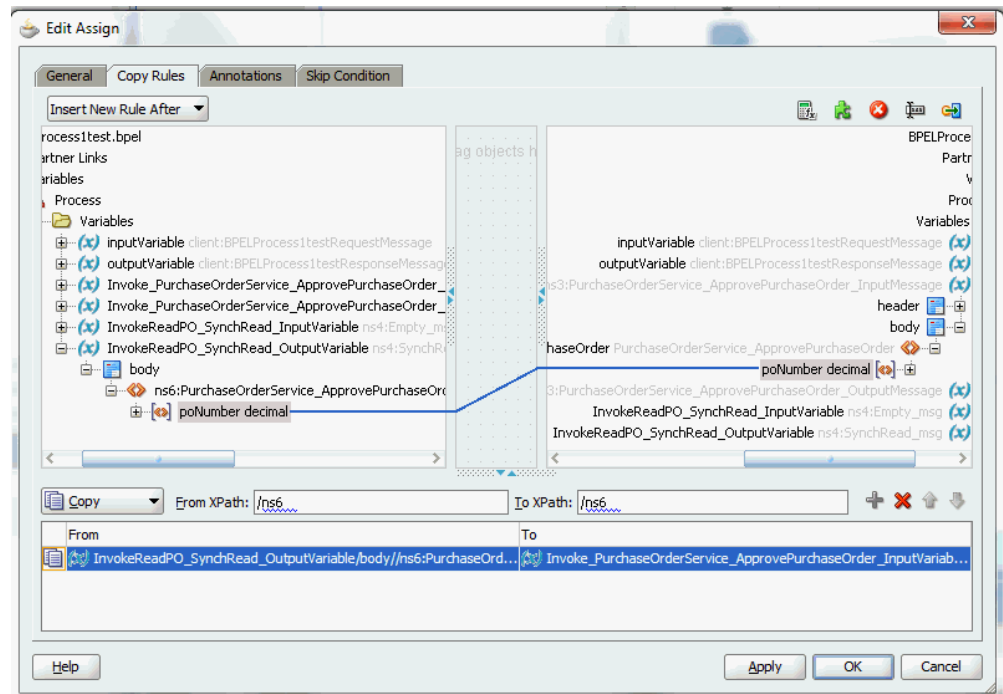 Edit Assign
General Copy Rules Annotations Skip Condition
Insert New Rule After
rocess1test.bpel
artner Links
ariables
Process
Variables
inputVariable client:BPELProcess1testRequestMessage
outputVariable client:BPELProcess1testResponseMessag
Invoke_PurchaseOrderService_ApprovePurchaseOrder_
Invoke_PurchaseOrderService_ApprovePurchaseOrder_
InvokeReadPO_SynchRead_InputVariable ns4:Empty_m
InvokeReadPO_SynchRead_OutputVariable ns4:SynchR
body
ns6:PurchaseOrderService_ApprovePurchaseOr
poNumber decimal
ag objects h
BPELProce
Partr
V
Proc
Variables
inputVariable client:BPELProcess1testRequestMessage
outputVariable client:BPELProcess1testResponseMessage
ns3:PurchaseOrderService_ApprovePurchaseOrder_InputMessage
header
body
haseOrder PurchaseOrderService_ApprovePurchaseOrder
poNumber decimal
3:PurchaseOrderService_ApprovePurchaseOrder_OutputMessage
InvokeReadPO_SynchRead_InputVariable ns4:Empty_msg
InvokeReadPO_SynchRead_OutputVariable ns4:SynchRead_msg
Copy From XPath: /ns6 To XPath: /ns6
From To
InvokeReadPO_SynchRead_OutputVariable/body//ns6:PurchaseOrd... Invoke_PurchaseOrderService_ApprovePurchaseOrder_InputVariab...
Help Apply OK Cancel